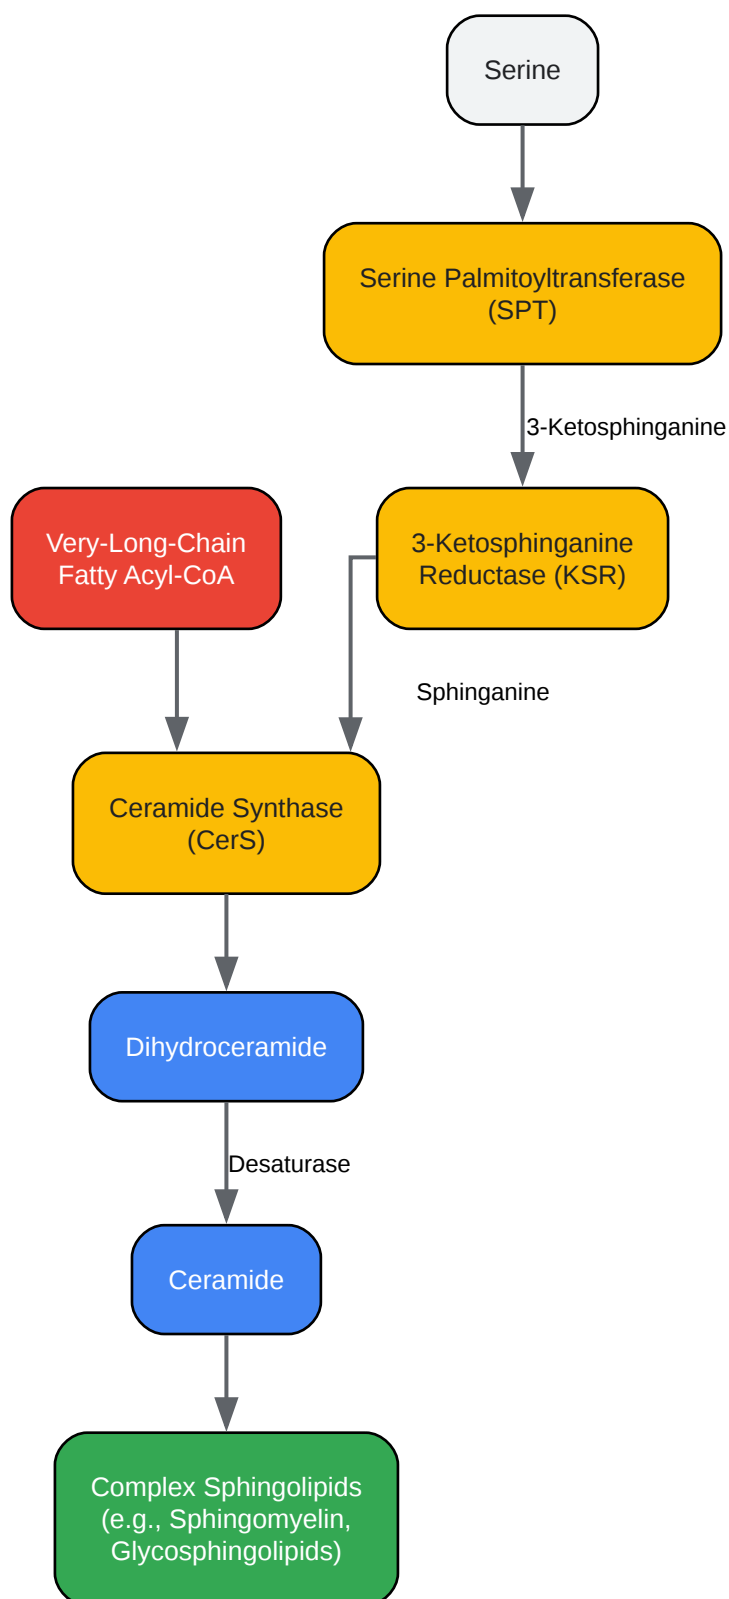 Serine
Serine Palmitoyltransferase
(SPT)
3-Ketosphinganine
Very-Long-Chain
Fatty Acyl-CoA
3-Ketosphinganine
Reductase (KSR)
Sphinganine
Ceramide Synthase
(CerS)
Dihydroceramide
Desaturase
Ceramide
Complex Sphingolipids
(e.g., Sphingomyelin,
Glycosphingolipids)